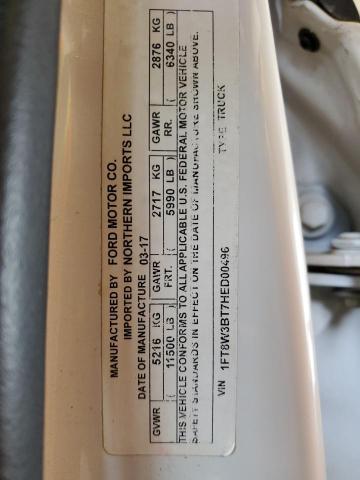 MANUFACTURED BY FORD MOTOR CO.
IMPORTED BY NORTHERN IMPORTS LLC
DATE OF MANUFACTURE 03-17
GVWR 5216 KG GAWR 2717 KG GAWR 2876 KG
( 11500 LB ) FRT. ( 5990 LB ) RR. ( 6340 LB )
THIS VEHICLE CONFORMS TO ALL APPLICABLE U.S. FEDERAL MOTOR VEHICLE
SAFETY STANDARDS IN EFFECT ON THE DATE OF MANUFACTURE SHOWN ABOVE.
VIN 1FT8W3BT7HED00496 TYPE TRUCK